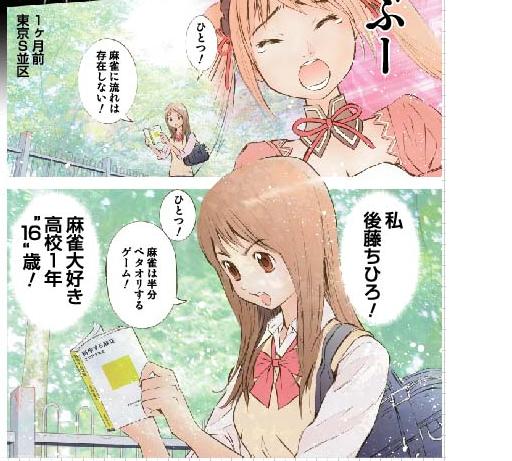 ぶー
1ヶ月前
東京S並区
ひとつ!
麻雀に流れは
存在しない!
私
後藤ちひろ!
ひとつ!
麻雀は半分
ベタオリする
ゲーム!
麻雀大好き
高校1年
"16"歳!